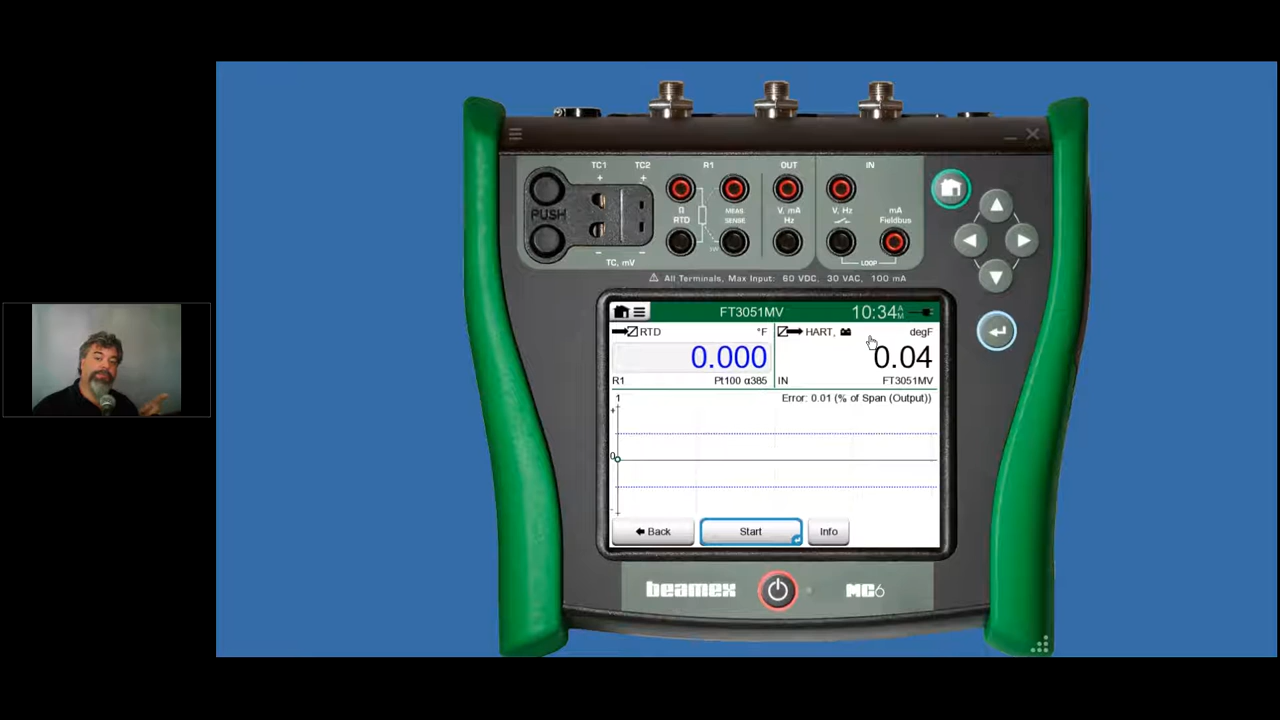 TC1 TC2 R1 OUT IN
+ +
PUSH
Ω
RTD
MEAS.
SENSE
V, mA
Hz
V, Hz
mA
Fieldbus
- -
TC, mV
LOOP
⚠ All Terminals, Max Input: 60 VDC, 30 VAC, 100 mA
FT3051MV 10:34 AM
RTD °F
0.000
R1 Pt100 α385
HART, degF
0.04
IN FT3051MV
1 Error: 0.01 (% of Span (Output))
+
0
-
Back Start Info
beamex MC6